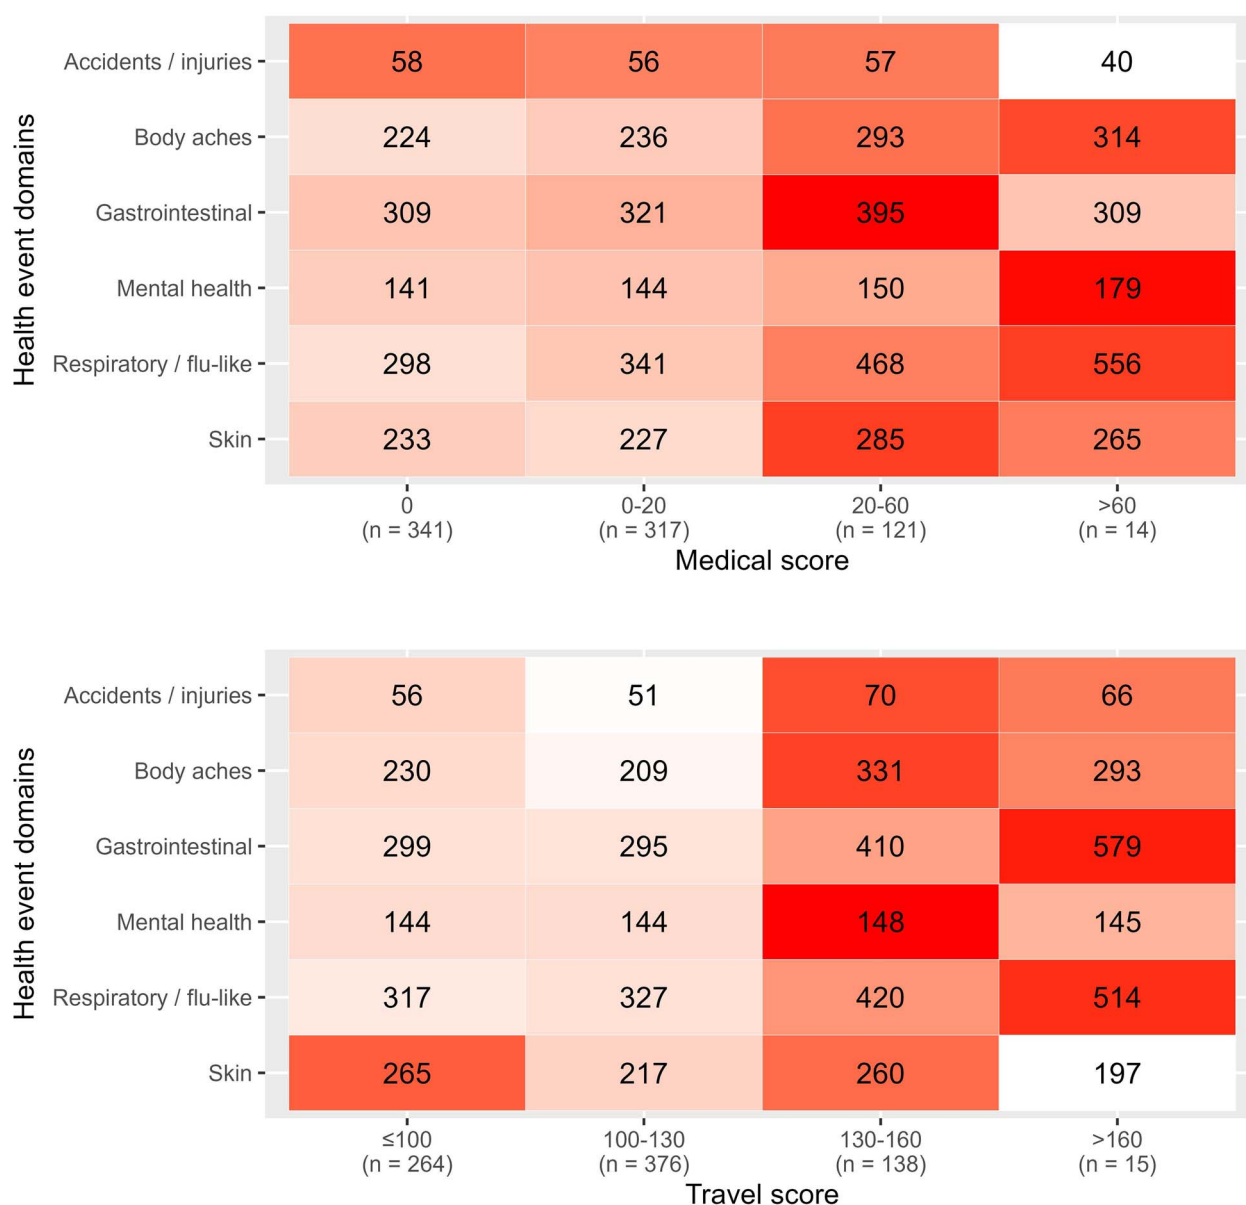 Health event domains
Accidents / injuries 58 56 57 40
Body aches 224 236 293 314
Gastrointestinal 309 321 395 309
Mental health 141 144 150 179
Respiratory / flu-like 298 341 468 556
Skin 233 227 285 265
0 0-20 20-60 >60
(n = 341) (n = 317) (n = 121) (n = 14)
Medical score
Health event domains
Accidents / injuries 56 51 70 66
Body aches 230 209 331 293
Gastrointestinal 299 295 410 579
Mental health 144 144 148 145
Respiratory / flu-like 317 327 420 514
Skin 265 217 260 197
≤100 100-130 130-160 >160
(n = 264) (n = 376) (n = 138) (n = 15)
Travel score